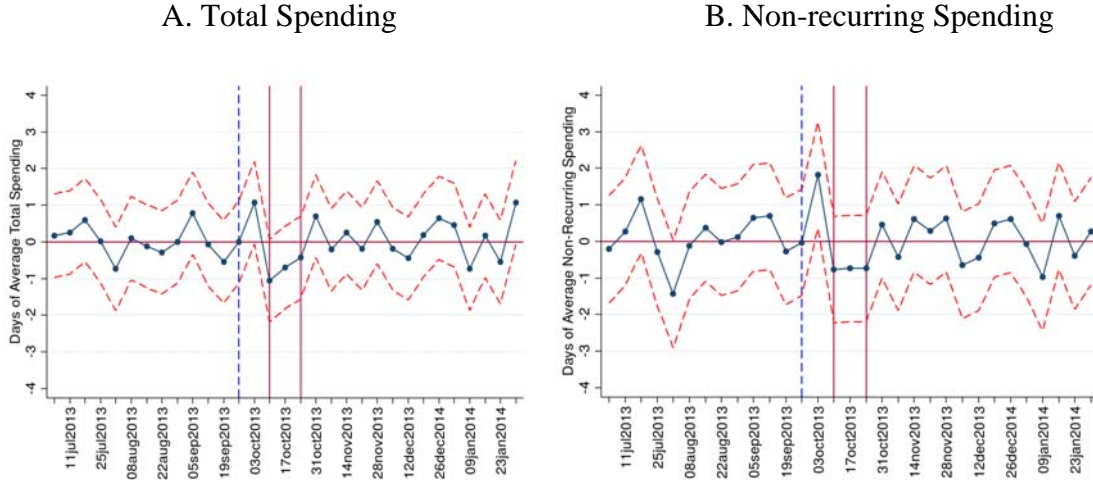 A. Total Spending
Days of Average Total Spending
4
3
2
1
0
-1
-2
-3
-4
11jul2013
25jul2013
08aug2013
22aug2013
05sep2013
19sep2013
03oct2013
17oct2013
31oct2013
14nov2013
28nov2013
12dec2013
26dec2014
09jan2014
23jan2014
B. Non-recurring Spending
Days of Average Non-Recurring Spending
4
3
2
1
0
-1
-2
-3
-4
11jul2013
25jul2013
08aug2013
22aug2013
05sep2013
19sep2013
03oct2013
17oct2013
31oct2013
14nov2013
28nov2013
12dec2013
26dec2014
09jan2014
23jan2014